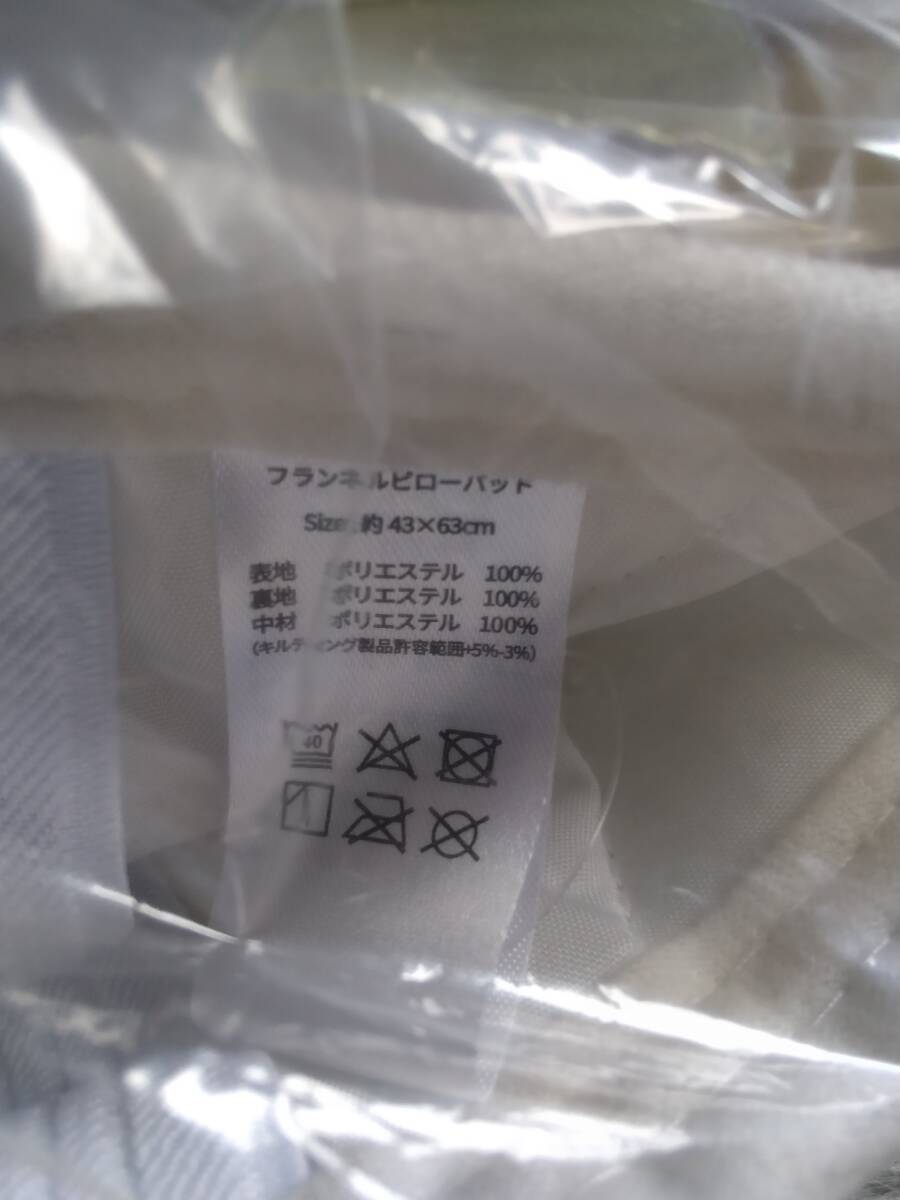 フランネルピローパット
Size 約 43×63cm
表地 ポリエステル 100%
裏地 ポリエステル 100%
中材 ポリエステル 100%
(キルティング製品許容範囲+5%-3%)
40